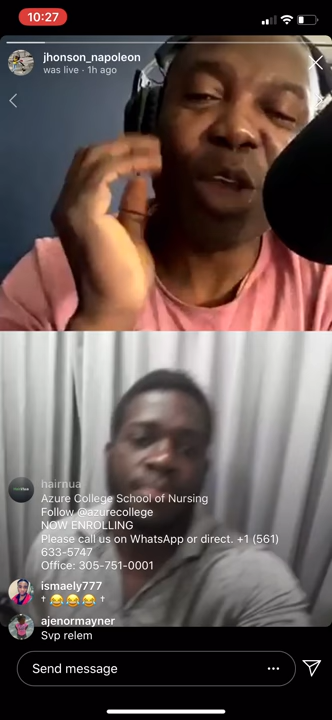 10:27
jhonson_napoleon
was live · 1h ago
hairnua
Azure College School of Nursing
Follow @azurecollege
NOW ENROLLING
Please call us on WhatsApp or direct. +1 (561)
633-5747
Office: 305-751-0001
ismaely777
† 😂😂😂 †
ajenormayner
Svp relem
Send message